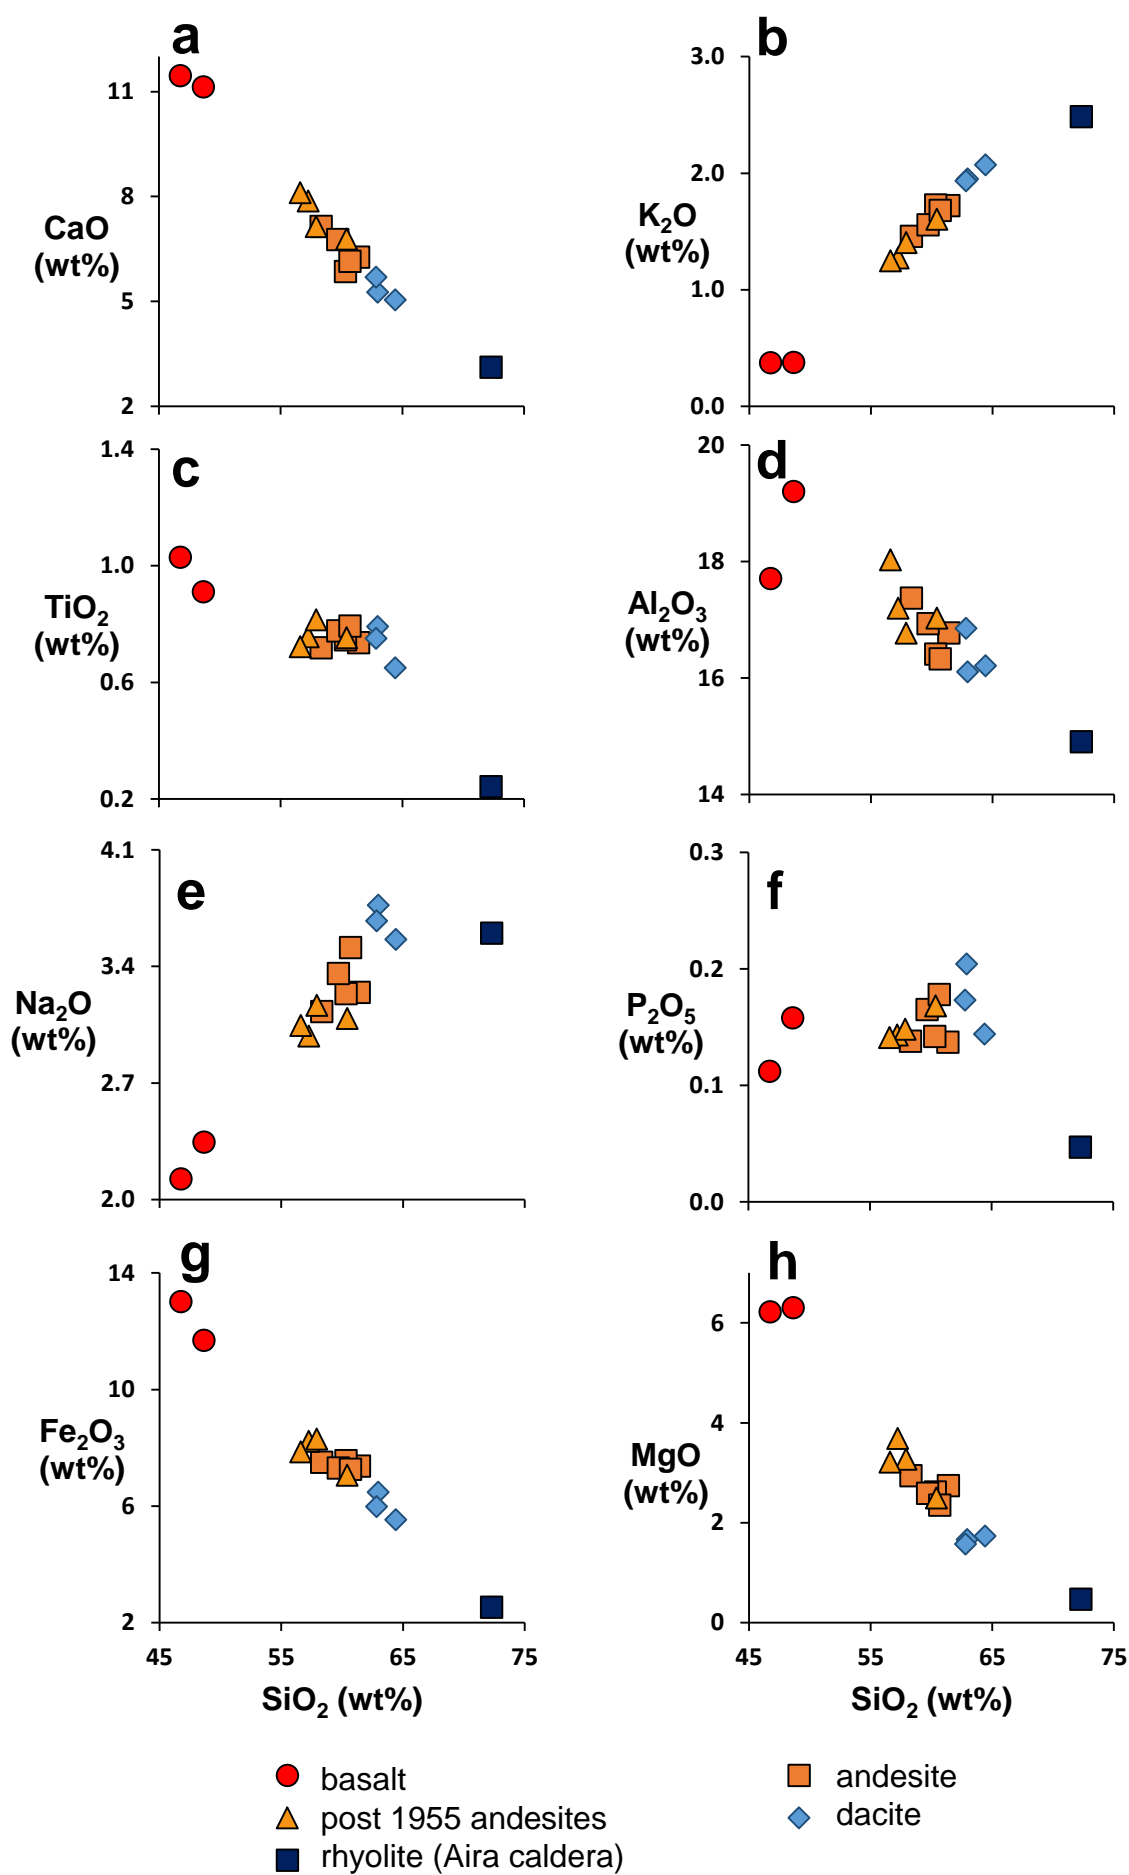 a
11
8
5
2
CaO
(wt%)
b
3.0
2.0
1.0
0.0
K₂O
(wt%)
c
1.4
1.0
0.6
0.2
TiO₂
(wt%)
d
20
18
16
14
Al₂O₃
(wt%)
e
4.1
3.4
2.7
2.0
Na₂O
(wt%)
f
0.3
0.2
0.1
0.0
P₂O₅
(wt%)
g
14
10
6
2
Fe₂O₃
(wt%)
45 55 65 75
SiO₂ (wt%)
h
6
4
2
0
MgO
(wt%)
45 55 65 75
SiO₂ (wt%)
basalt
andesite
post 1955 andesites
dacite
rhyolite (Aira caldera)